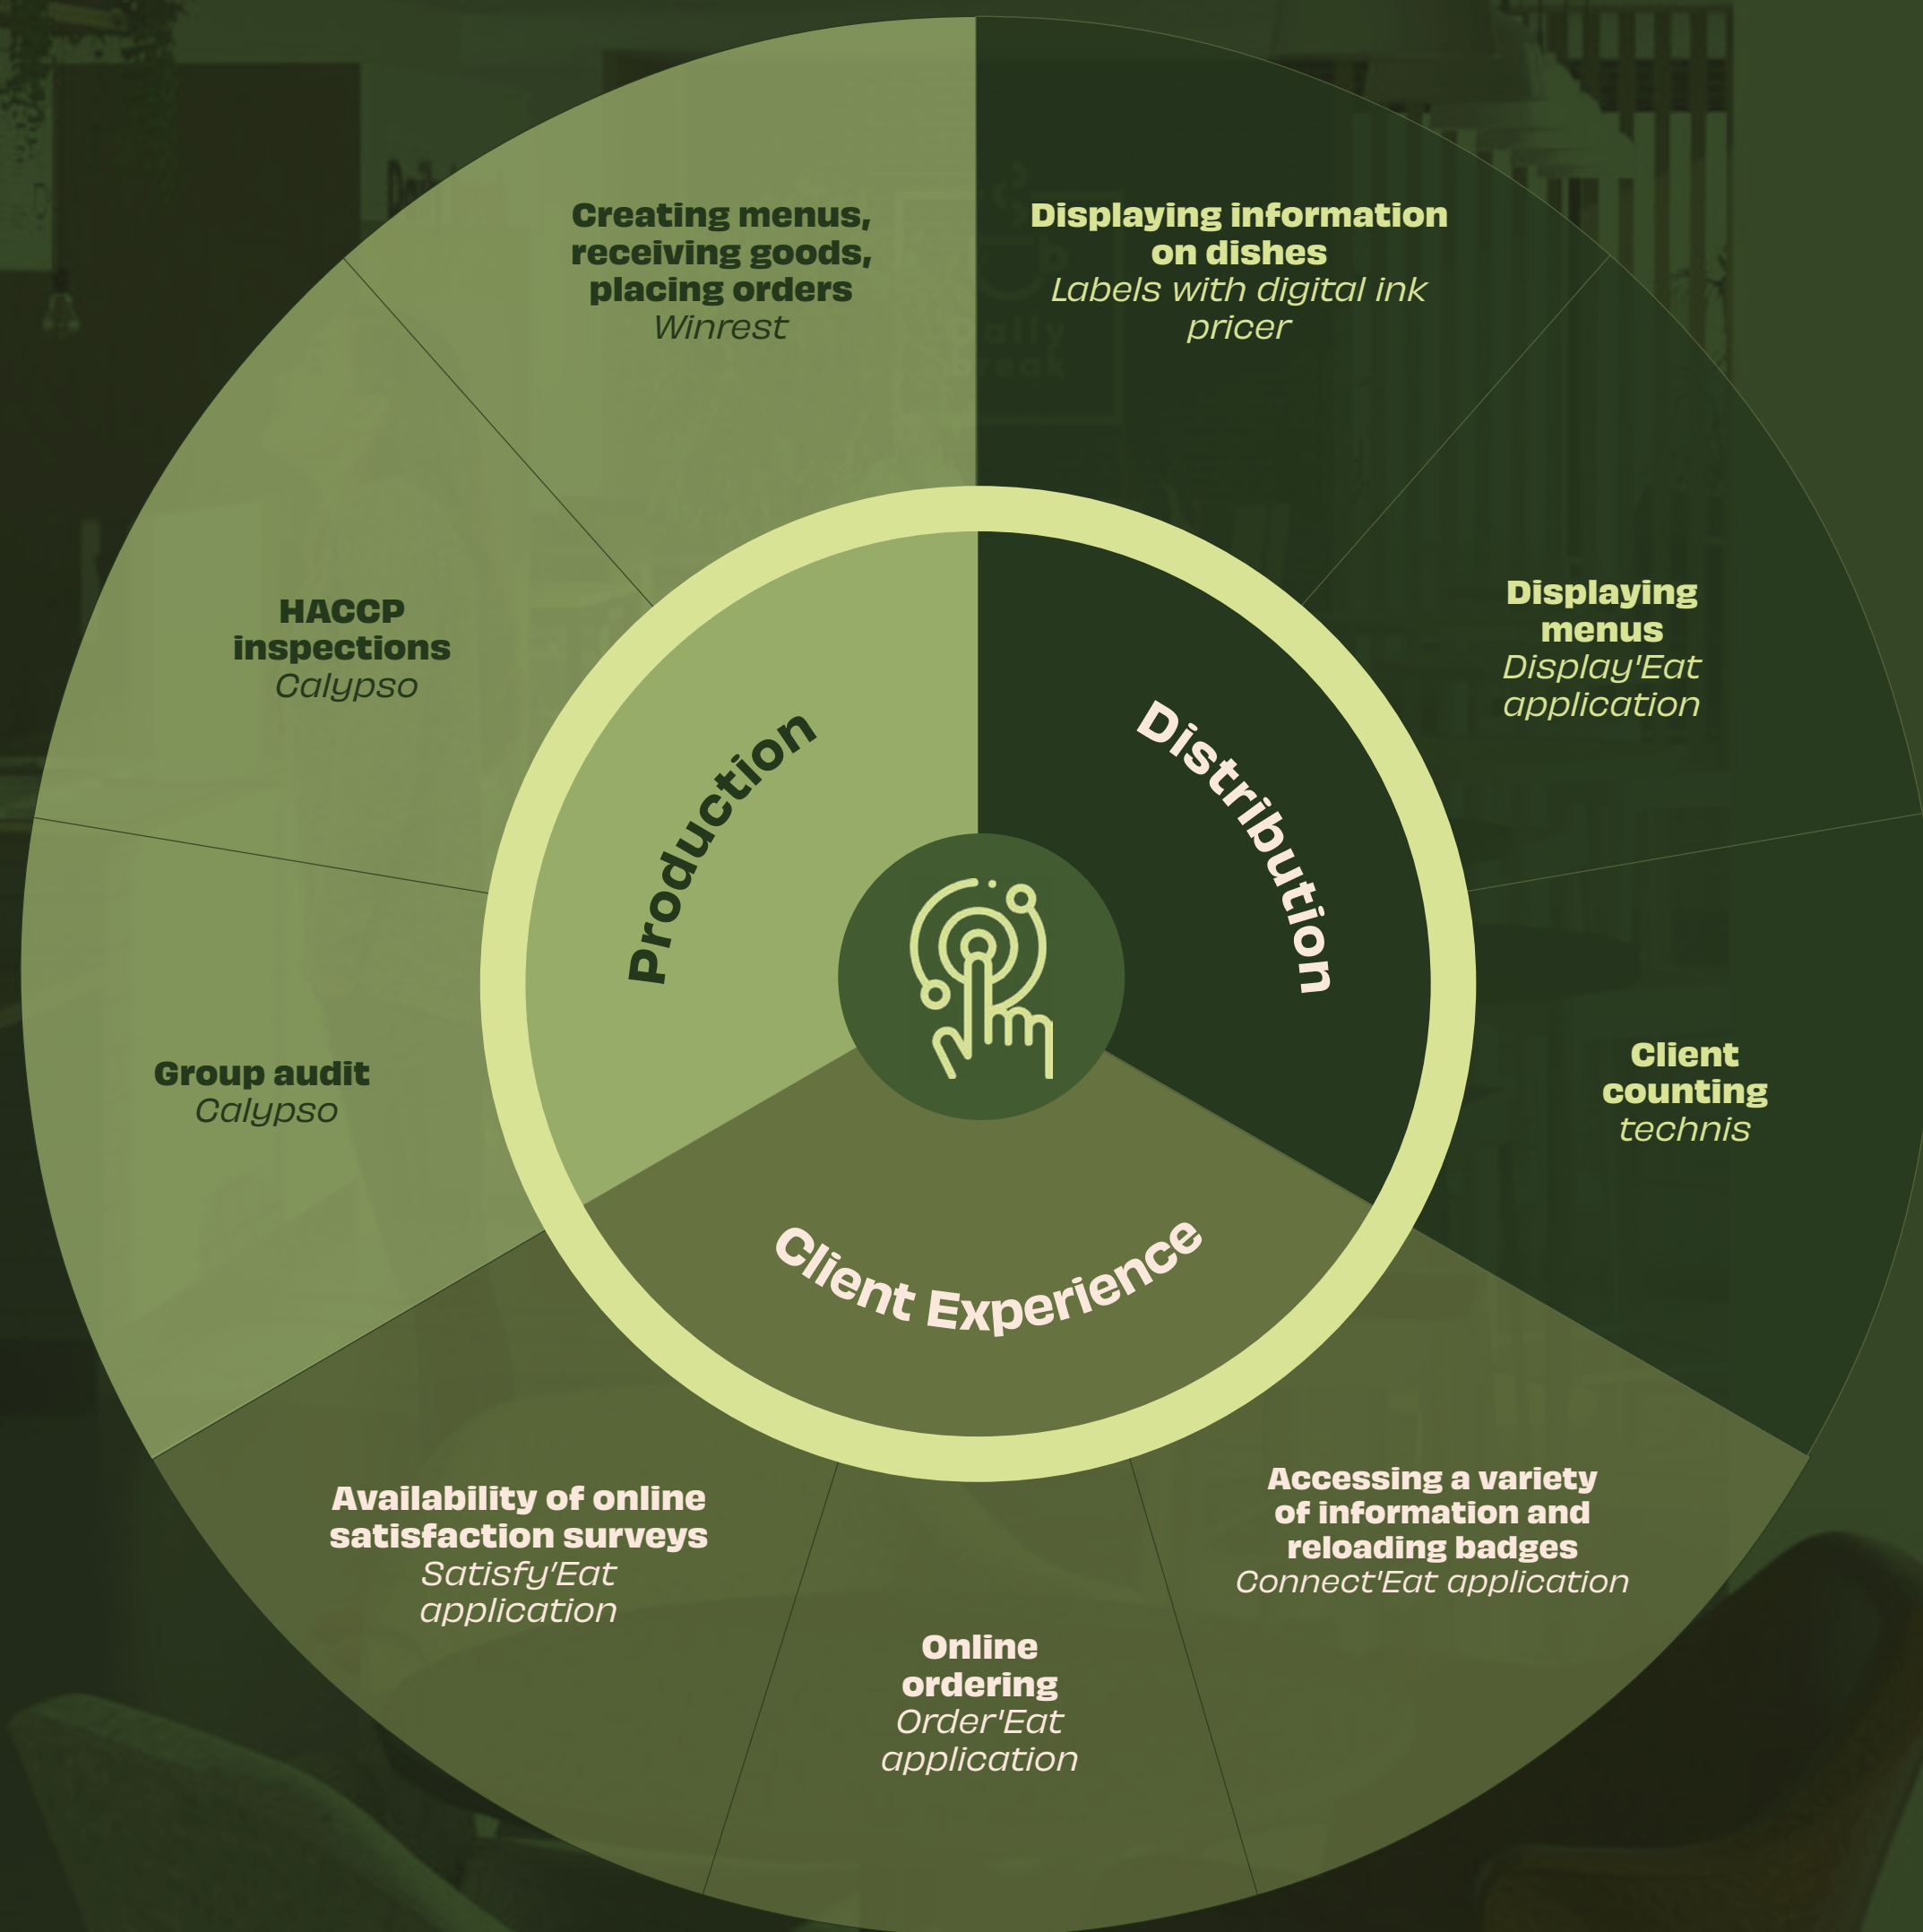 Creating menus,
receiving goods,
placing orders
Winrest
Displaying information
on dishes
Labels with digital ink
pricer
HACCP
inspections
Calypso
Displaying
menus
Display'Eat
application
Production
Distribution
Group audit
Calypso
Client
counting
technis
Client Experience
Availability of online
satisfaction surveys
Satisfy'Eat
application
Accessing a variety
of information and
reloading badges
Connect'Eat application
Online
ordering
Order'Eat
application